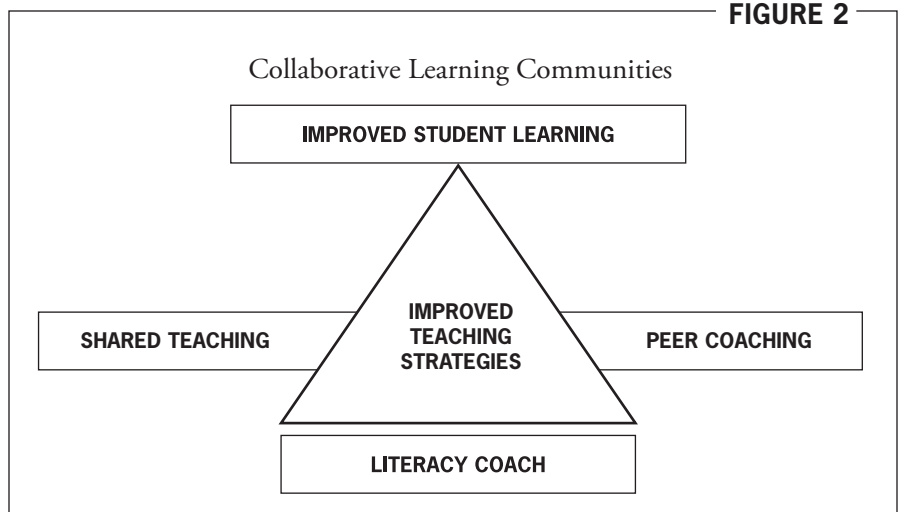 FIGURE 2
Collaborative Learning Communities
IMPROVED STUDENT LEARNING
SHARED TEACHING
IMPROVED
TEACHING
STRATEGIES
PEER COACHING
LITERACY COACH